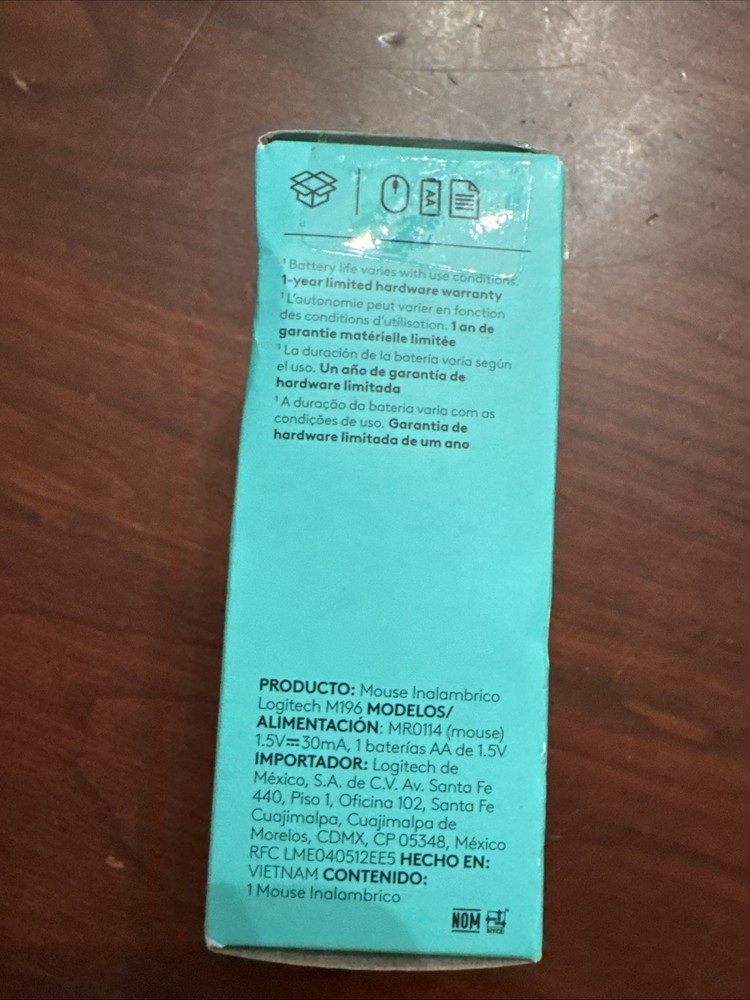 AA
¹ Battery life varies with use conditions.
1-year limited hardware warranty
¹ L'autonomie peut varier en fonction
des conditions d'utilisation. 1 an de
garantie matérielle limitée
¹ La duración de la batería varía según
el uso. Un año de garantía de
hardware limitada
¹ A duração da bateria varia com as
condições de uso. Garantia de
hardware limitada de um ano
PRODUCTO: Mouse Inalambrico
Logitech M196 MODELOS/
ALIMENTACIÓN: MR0114 (mouse)
1.5V⎓30mA, 1 baterías AA de 1.5V
IMPORTADOR: Logitech de
México, S.A. de C.V. Av. Santa Fe
440, Piso 1, Oficina 102, Santa Fe
Cuajimalpa, Cuajimalpa de
Morelos, CDMX, CP 05348, México
RFC LME040512EE5 HECHO EN:
VIETNAM CONTENIDO:
1 Mouse Inalambrico
NOM NYCE